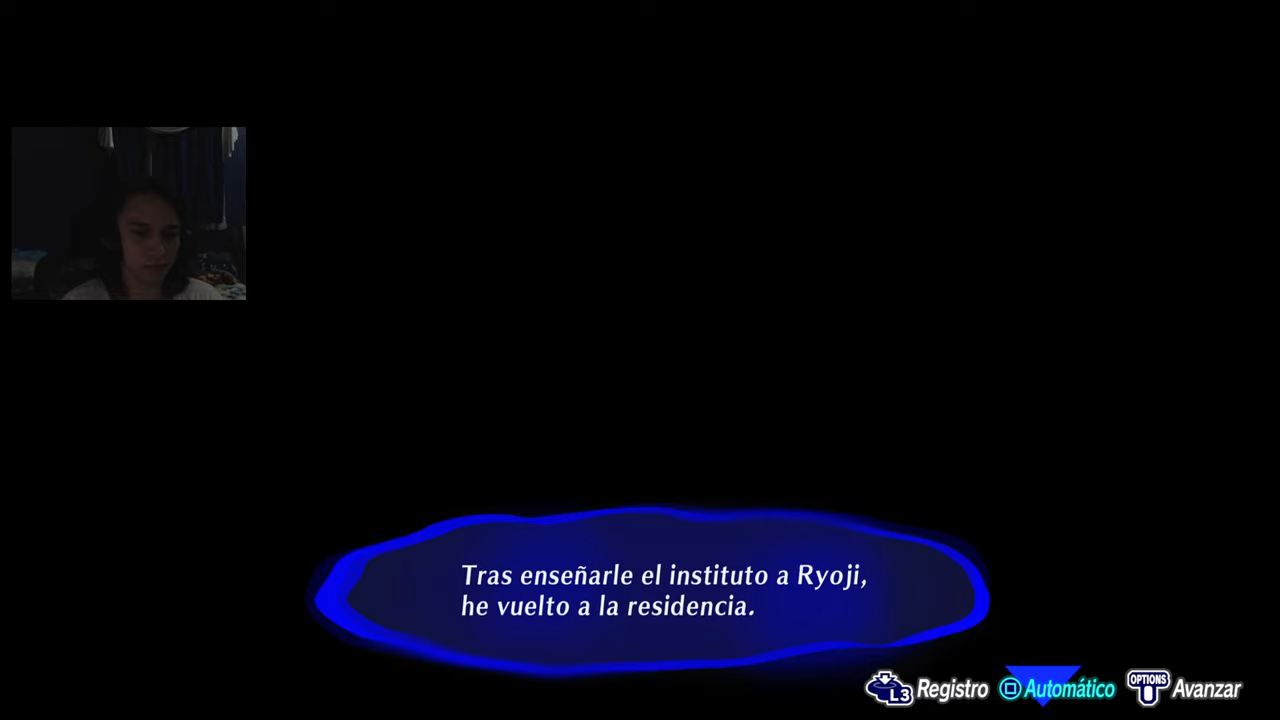 Tras enseñarle el instituto a Ryoji,
he vuelto a la residencia.
L3 Registro Automático OPTIONS Avanzar